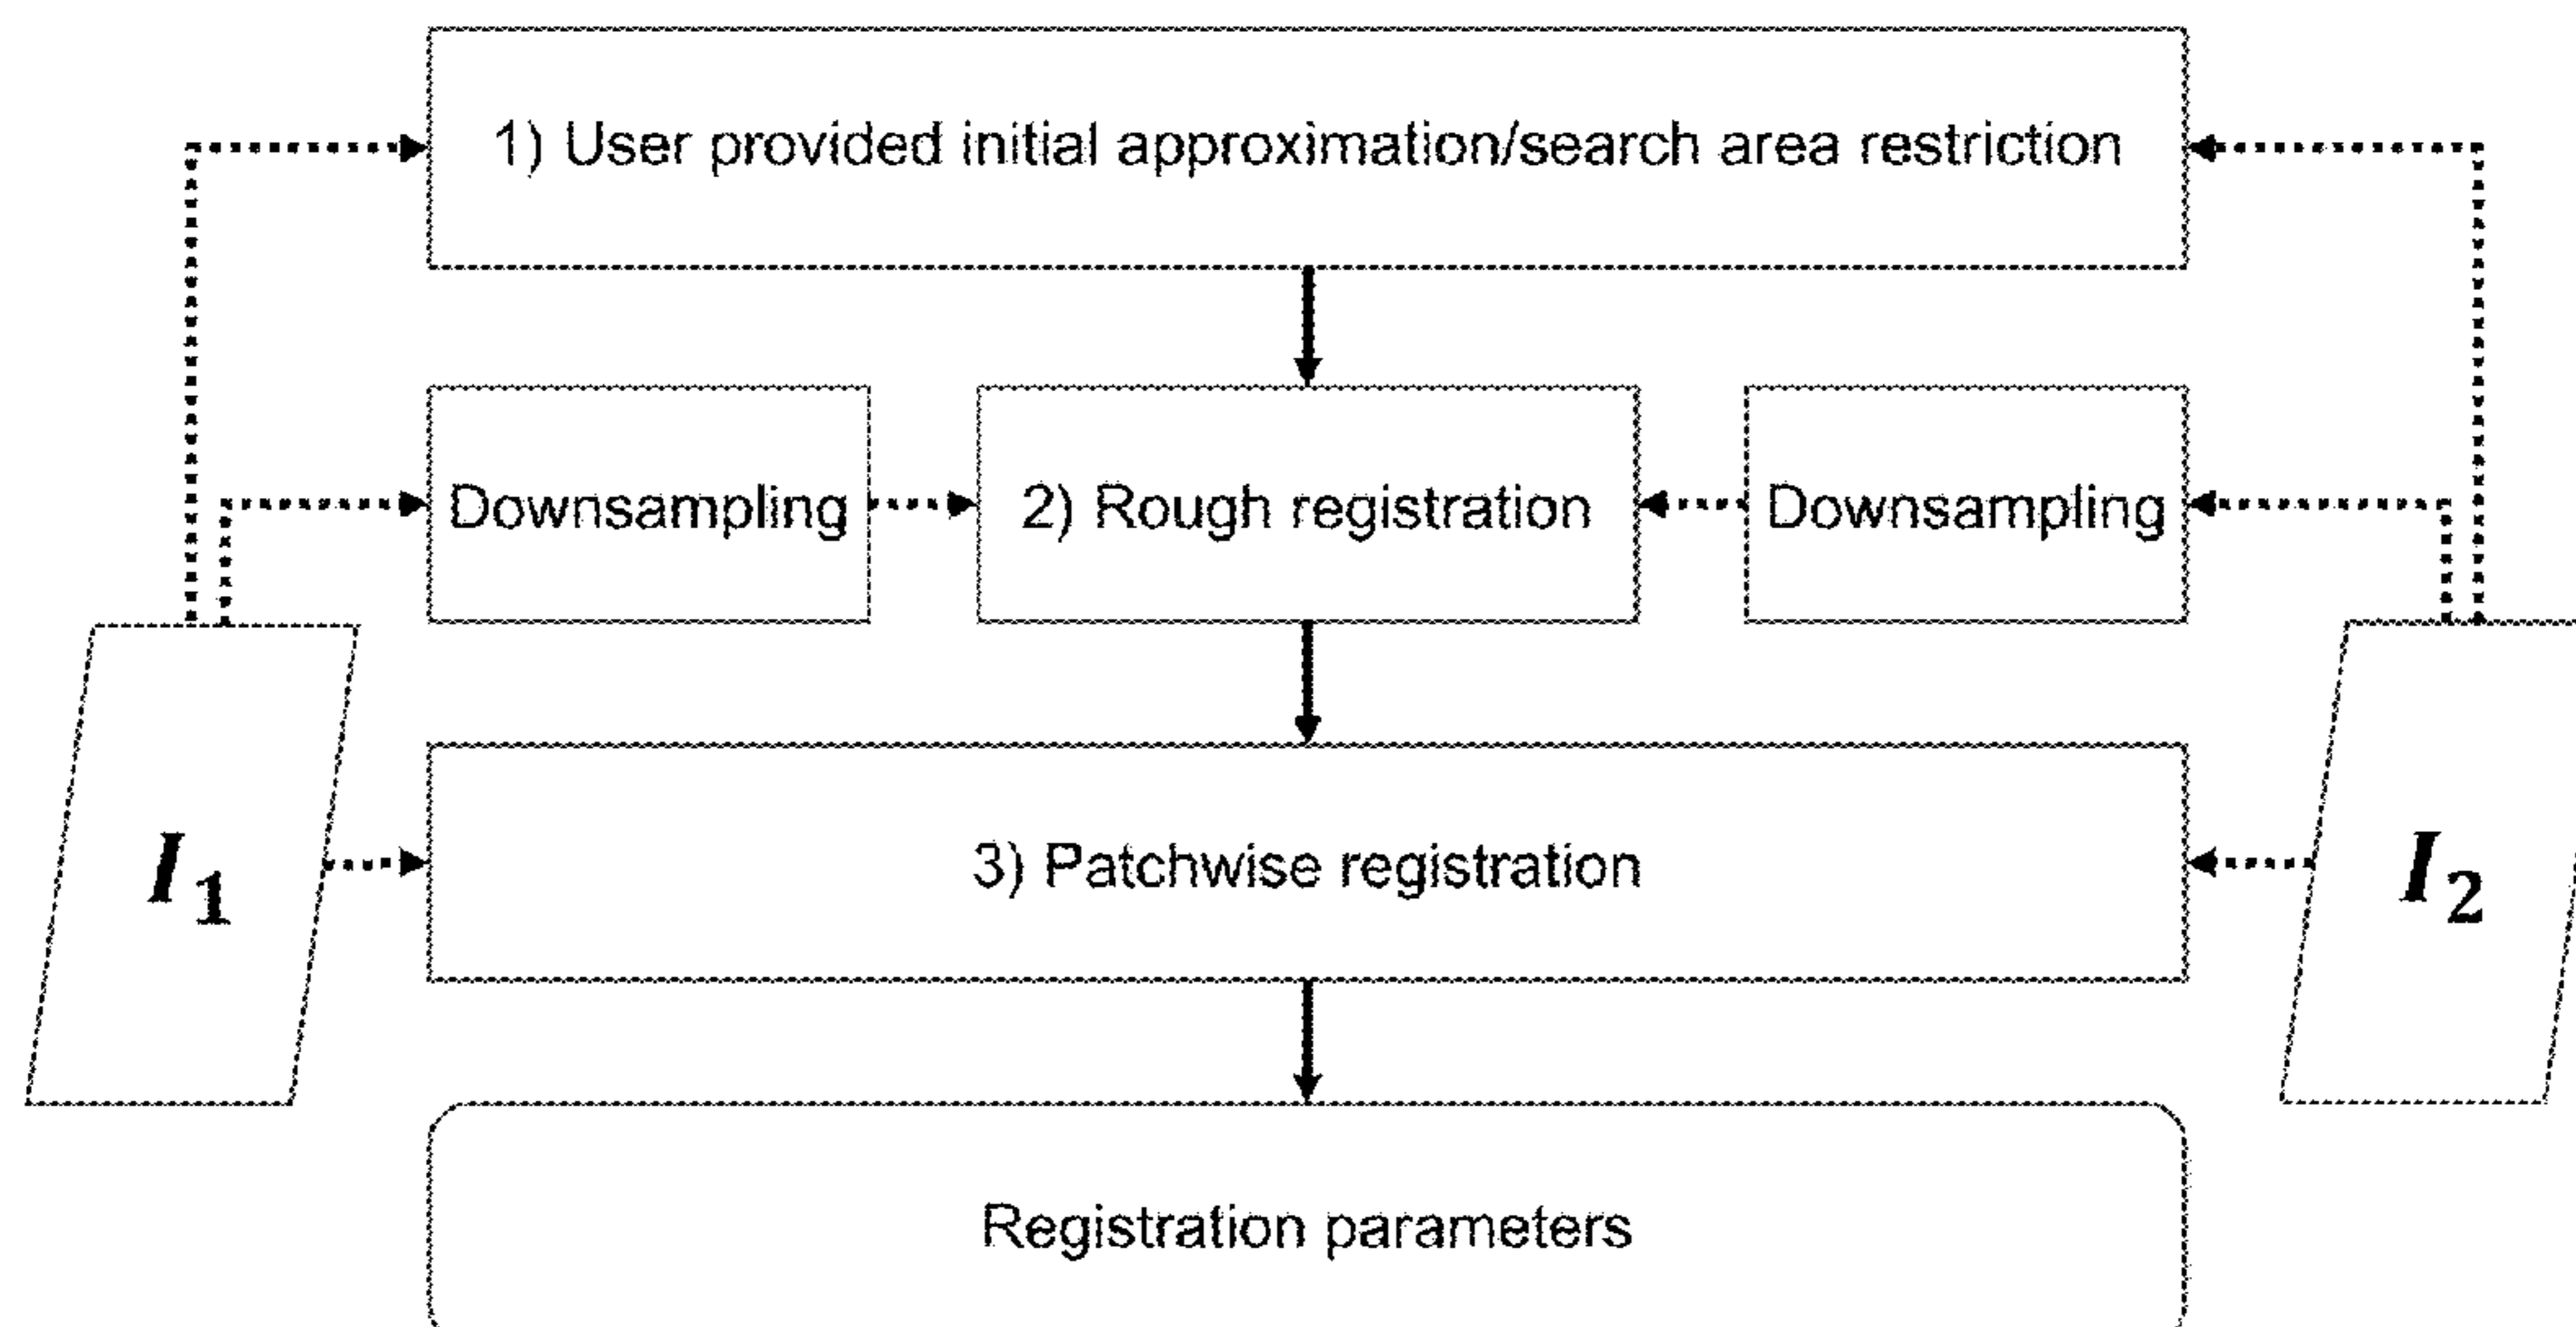 1) User provided initial approximation/search area restriction
Downsampling
2) Rough registration
Downsampling
I₁
3) Patchwise registration
I₂
Registration parameters